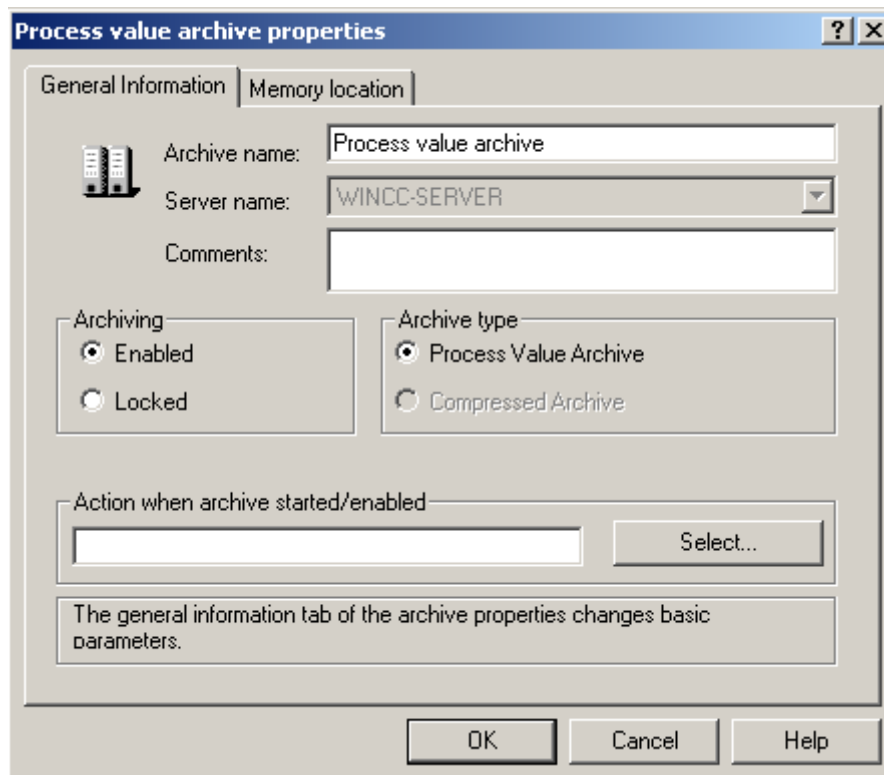 Process value archive properties
General Information
Memory location
Archive name:
Process value archive
Server name:
WINCC-SERVER
Comments:
Archiving
Enabled
Locked
Archive type
Process Value Archive
Compressed Archive
Action when archive started/enabled
Select...
The general information tab of the archive properties changes basic
parameters.
OK
Cancel
Help